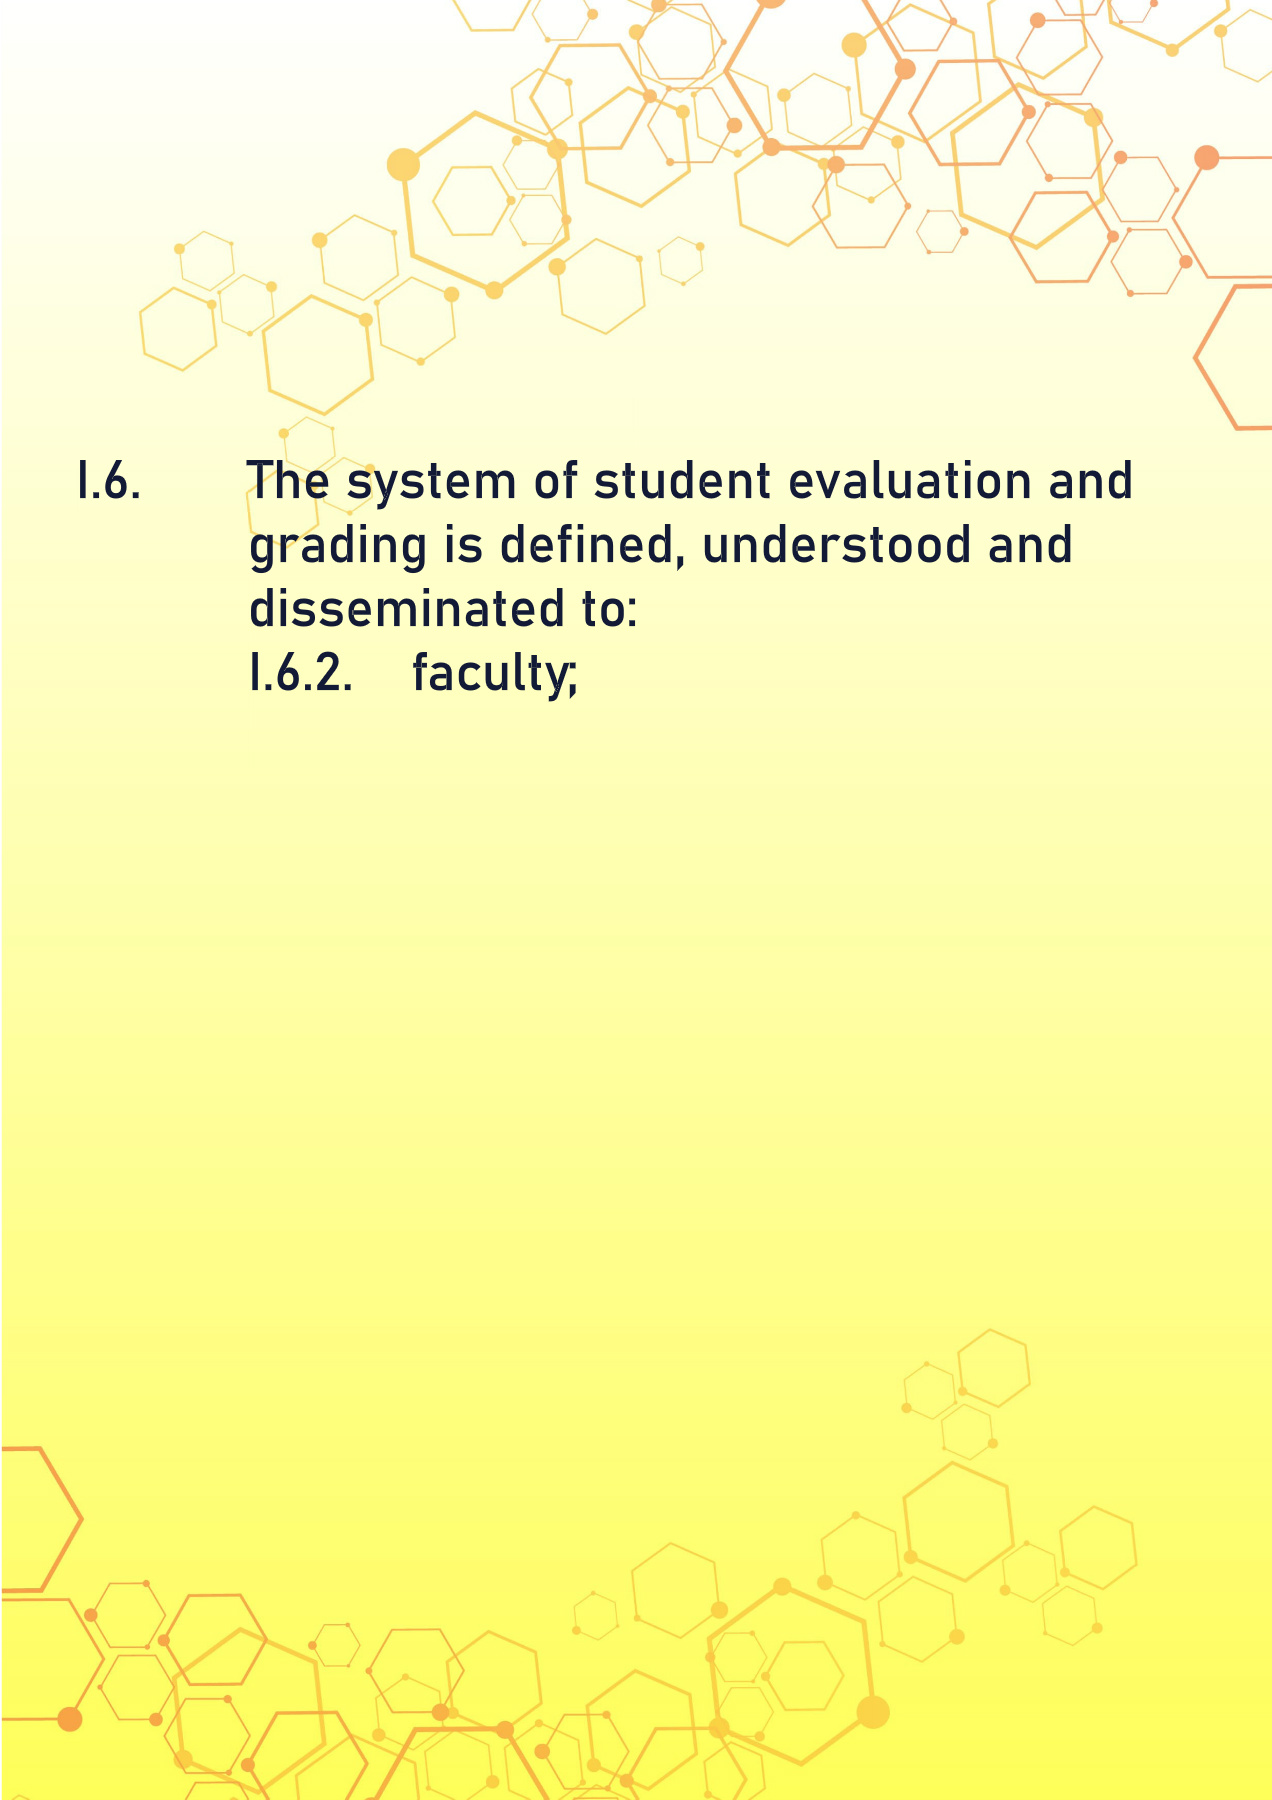 I.6. The system of student evaluation and
grading is defined, understood and
disseminated to:
I.6.2. faculty;